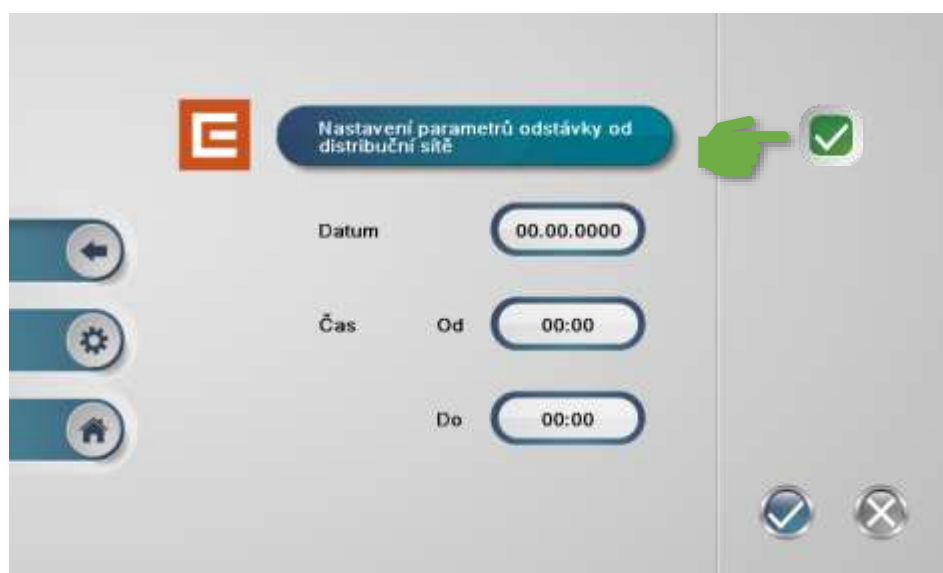 Nastavení parametrů odstávky od
distribuční sítě
Datum 00.00.0000
Čas Od 00:00
Do 00:00